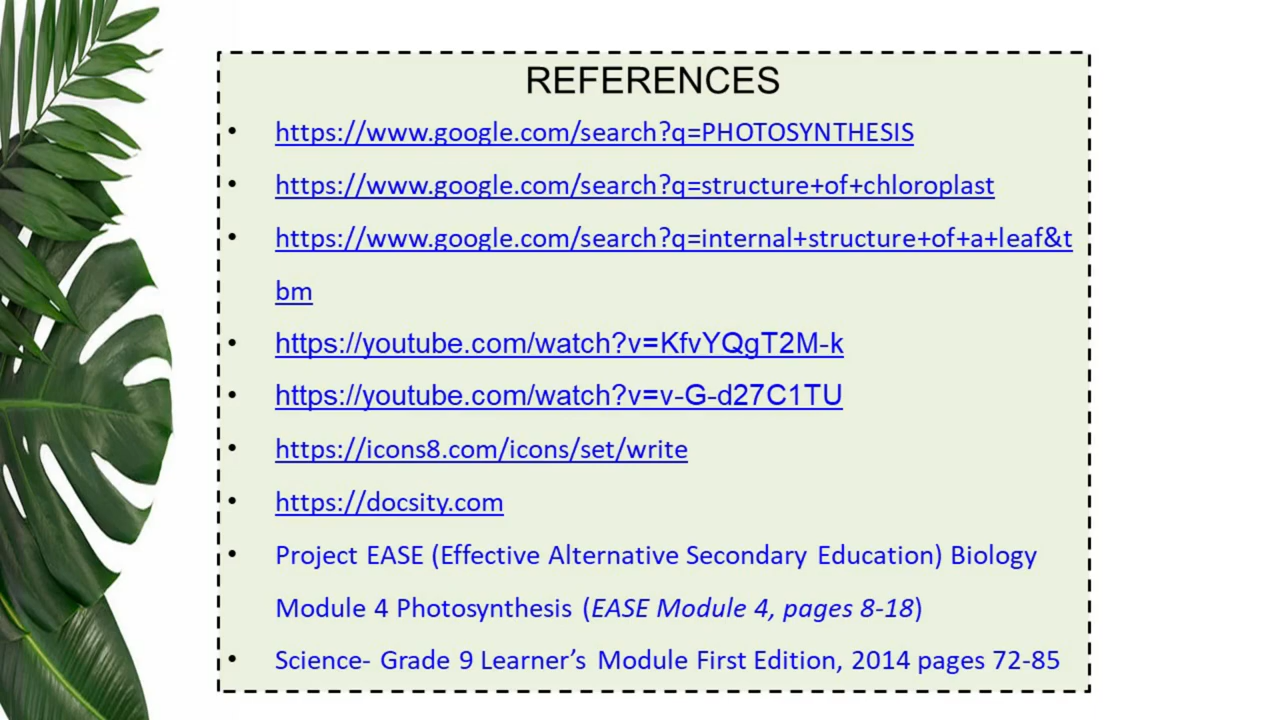 REFERENCES
• https://www.google.com/search?q=PHOTOSYNTHESIS
• https://www.google.com/search?q=structure+of+chloroplast
• https://www.google.com/search?q=internal+structure+of+a+leaf&t
bm
• https://youtube.com/watch?v=KfvYQgT2M-k
• https://youtube.com/watch?v=v-G-d27C1TU
• https://icons8.com/icons/set/write
• https://docsity.com
• Project EASE (Effective Alternative Secondary Education) Biology
Module 4 Photosynthesis (EASE Module 4, pages 8-18)
• Science- Grade 9 Learner’s Module First Edition, 2014 pages 72-85